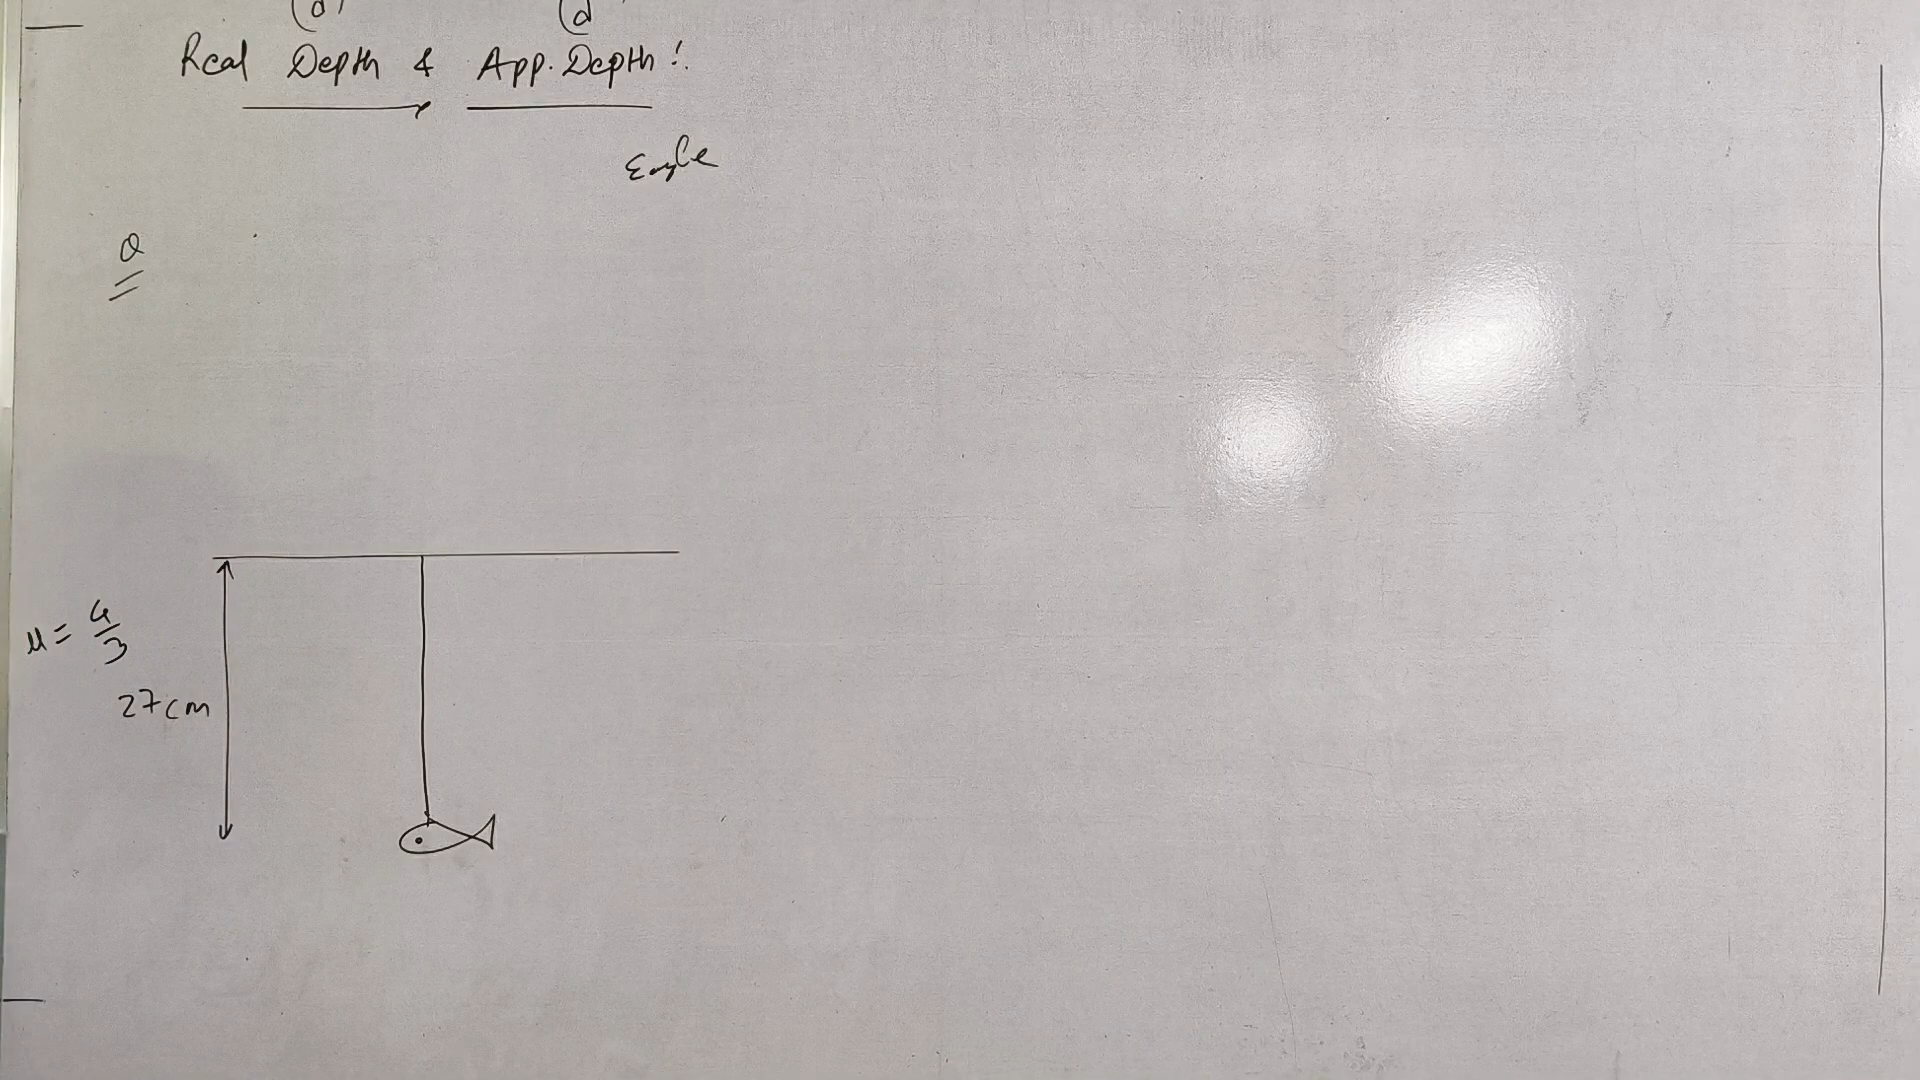 (d) (d
Real Depth & App. Depth :.
Eagle
Q
μ = 4/3
27cm